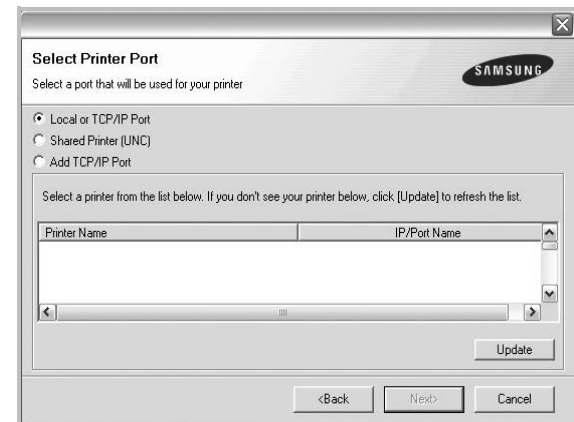 Select Printer Port
Select a port that will be used for your printer
SAMSUNG
Local or TCP/IP Port
Shared Printer (UNC)
Add TCP/IP Port
Select a printer from the list below. If you don't see your printer below, click [Update] to refresh the list.
Printer Name IP/Port Name
Update
<Back Next> Cancel